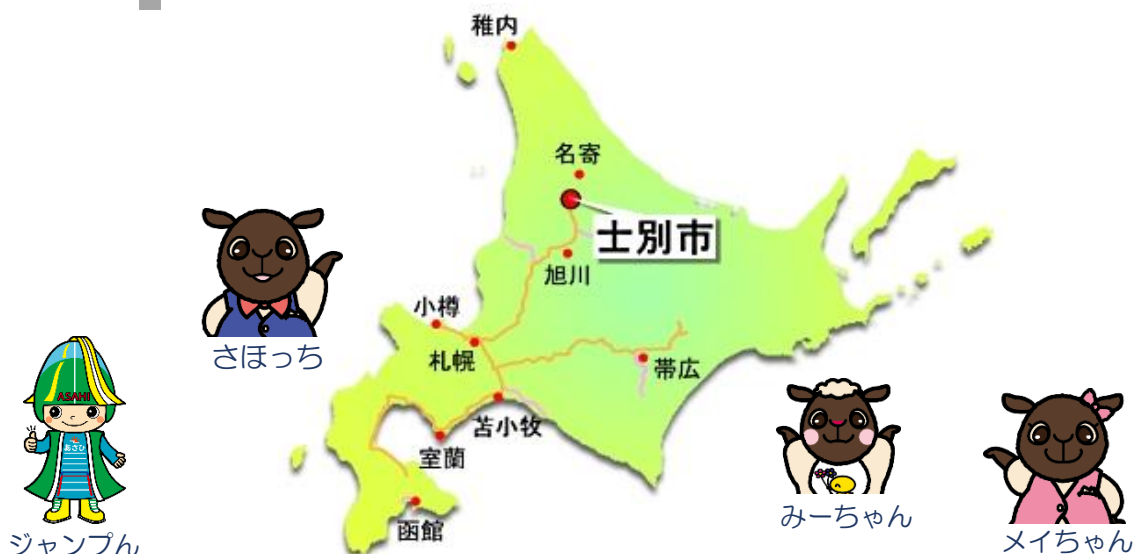 稚内
名寄
士別市
旭川
小樽
札幌
さほっち
帯広
苫小牧
室蘭
函館
ASAHI
あさひ
ジャンプん
みーちゃん
メイちゃん